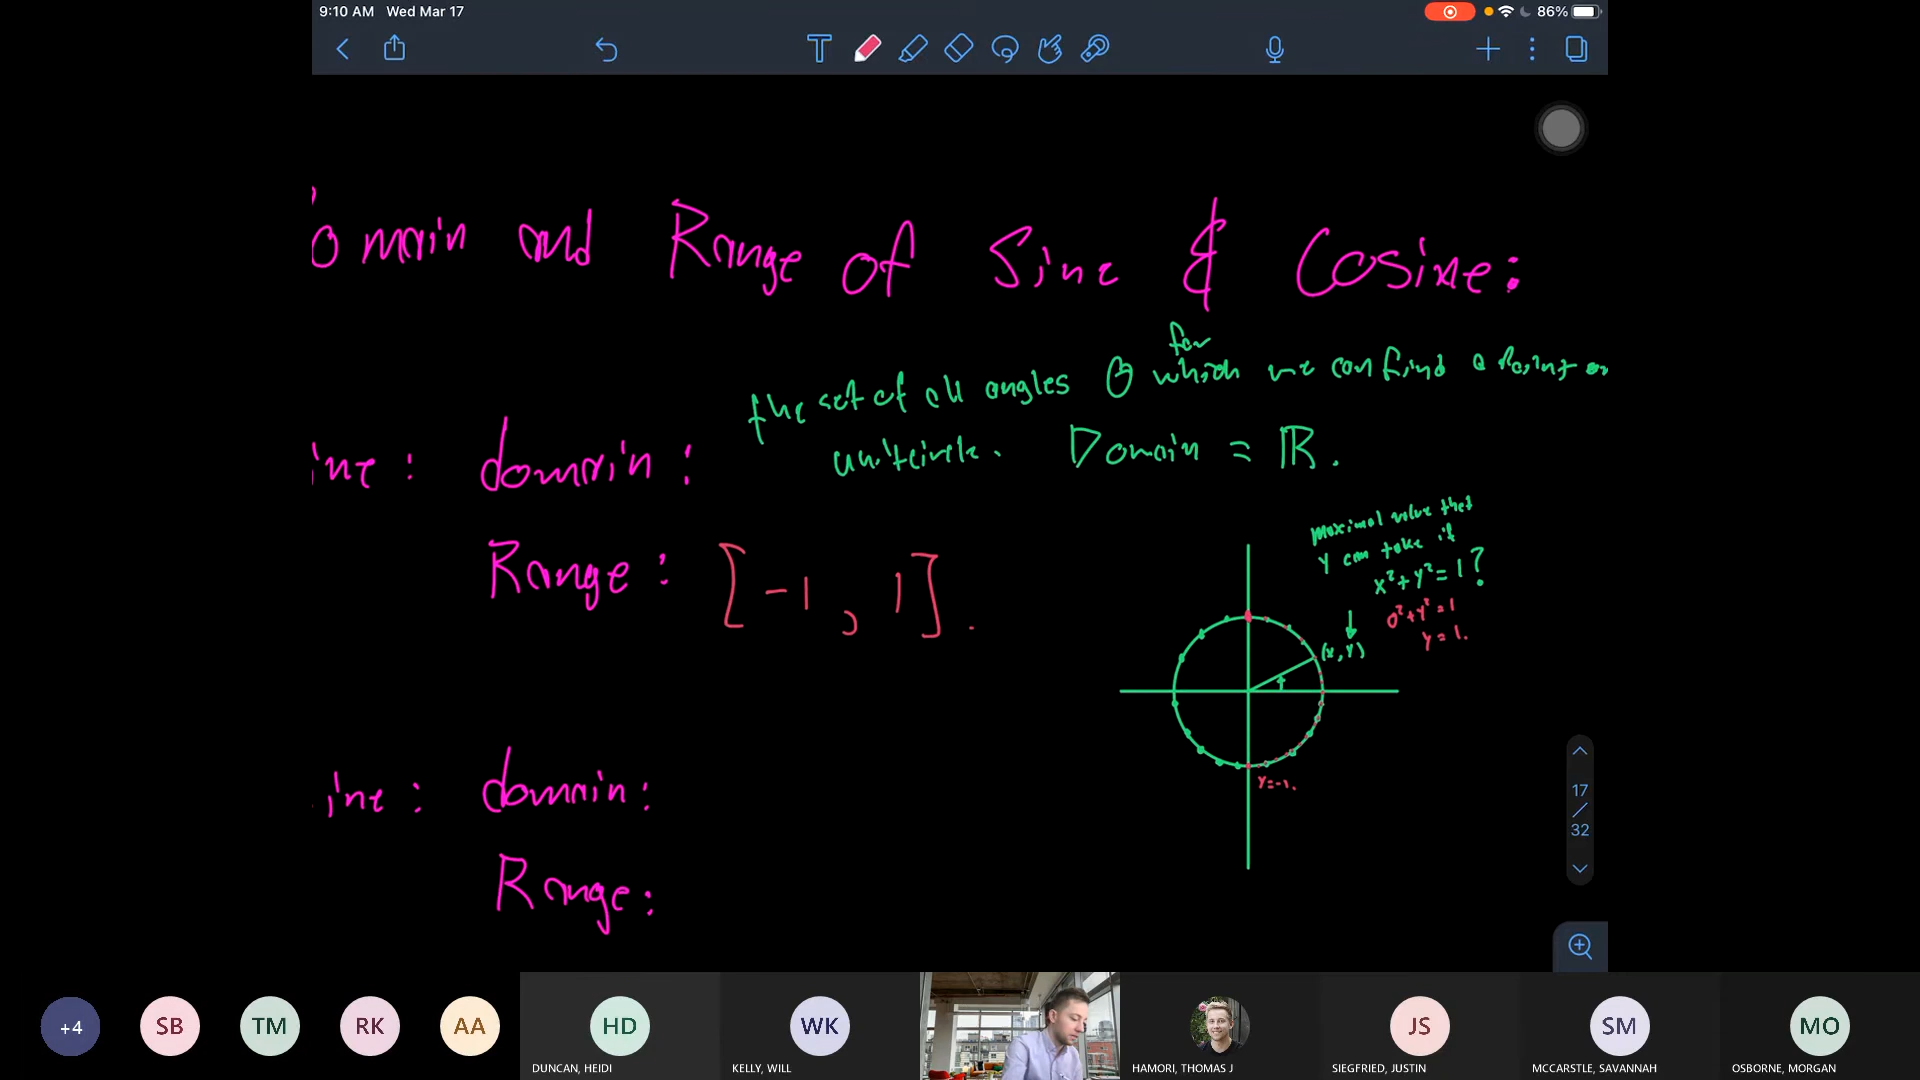 9:10 AM Wed Mar 17
86%
omain and Range of Sine & Cosine:
for
the set of all angles θ which we can find a point on
unit circle. Domain = ℝ.
ine: domain:
Range: [-1, 1].
maximal value that
y can take if
x²+y²=1?
0²+y²=1
y=1.
(x,y)
y=-1.
ine: domain:
Range:
17
/
32
+4
SB
TM
RK
AA
HD
DUNCAN, HEIDI
WK
KELLY, WILL
HAMORI, THOMAS J
JS
SIEGFRIED, JUSTIN
SM
MCCARSTLE, SAVANNAH
MO
OSBORNE, MORGAN